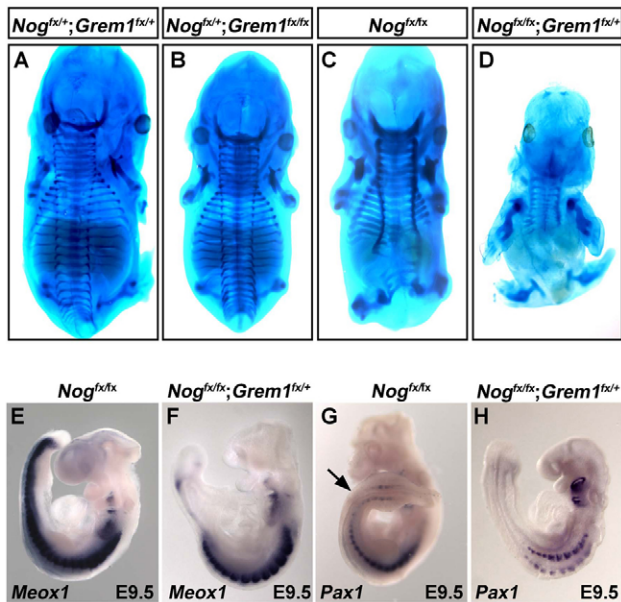 Nog^fx/+;Grem1^fx/+ Nog^fx/+;Grem1^fx/fx Nog^fx/fx Nog^fx/fx;Grem1^fx/+
A B C D
Nog^fx/fx Nog^fx/fx;Grem1^fx/+ Nog^fx/fx Nog^fx/fx;Grem1^fx/+
E F G H
Meox1 E9.5 Meox1 E9.5 Pax1 E9.5 Pax1 E9.5